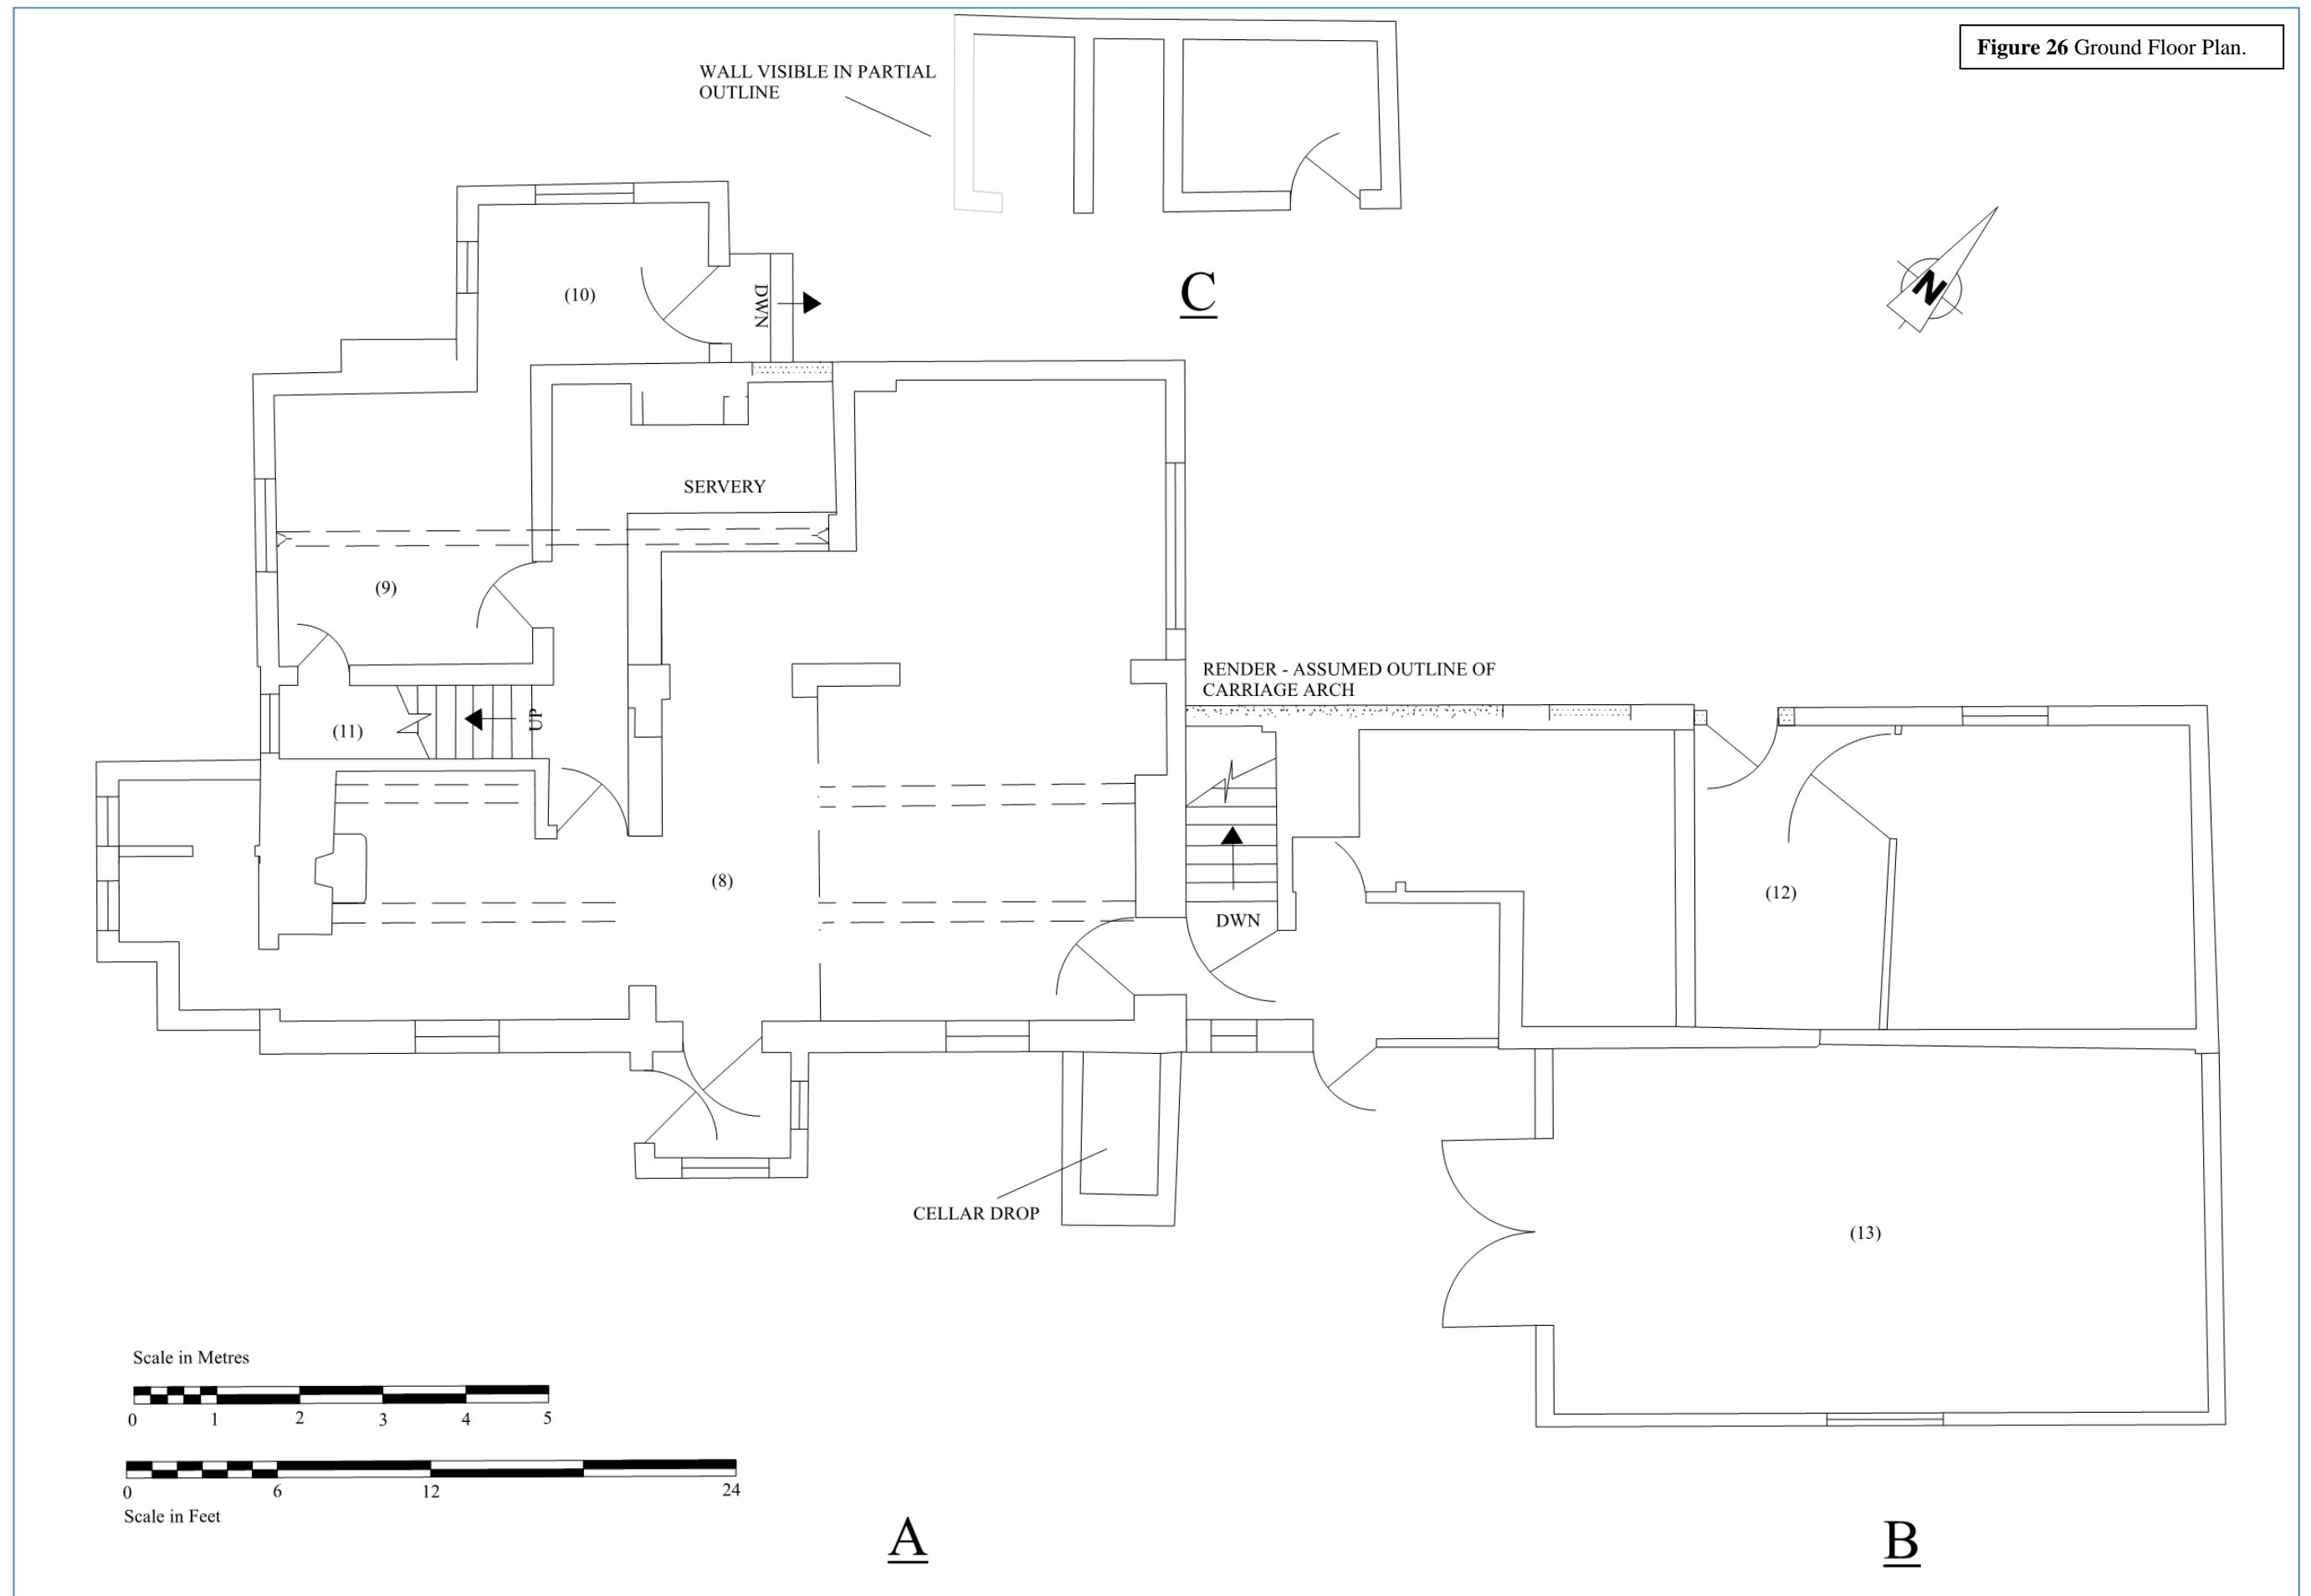 Figure 26 Ground Floor Plan.
WALL VISIBLE IN PARTIAL
OUTLINE
C
N
(10)
DWN
SERVERY
(9)
RENDER - ASSUMED OUTLINE OF
CARRIAGE ARCH
(11)
UP
(8)
DWN
(12)
CELLAR DROP
(13)
Scale in Metres
0 1 2 3 4 5
0 6 12 24
Scale in Feet
A
B